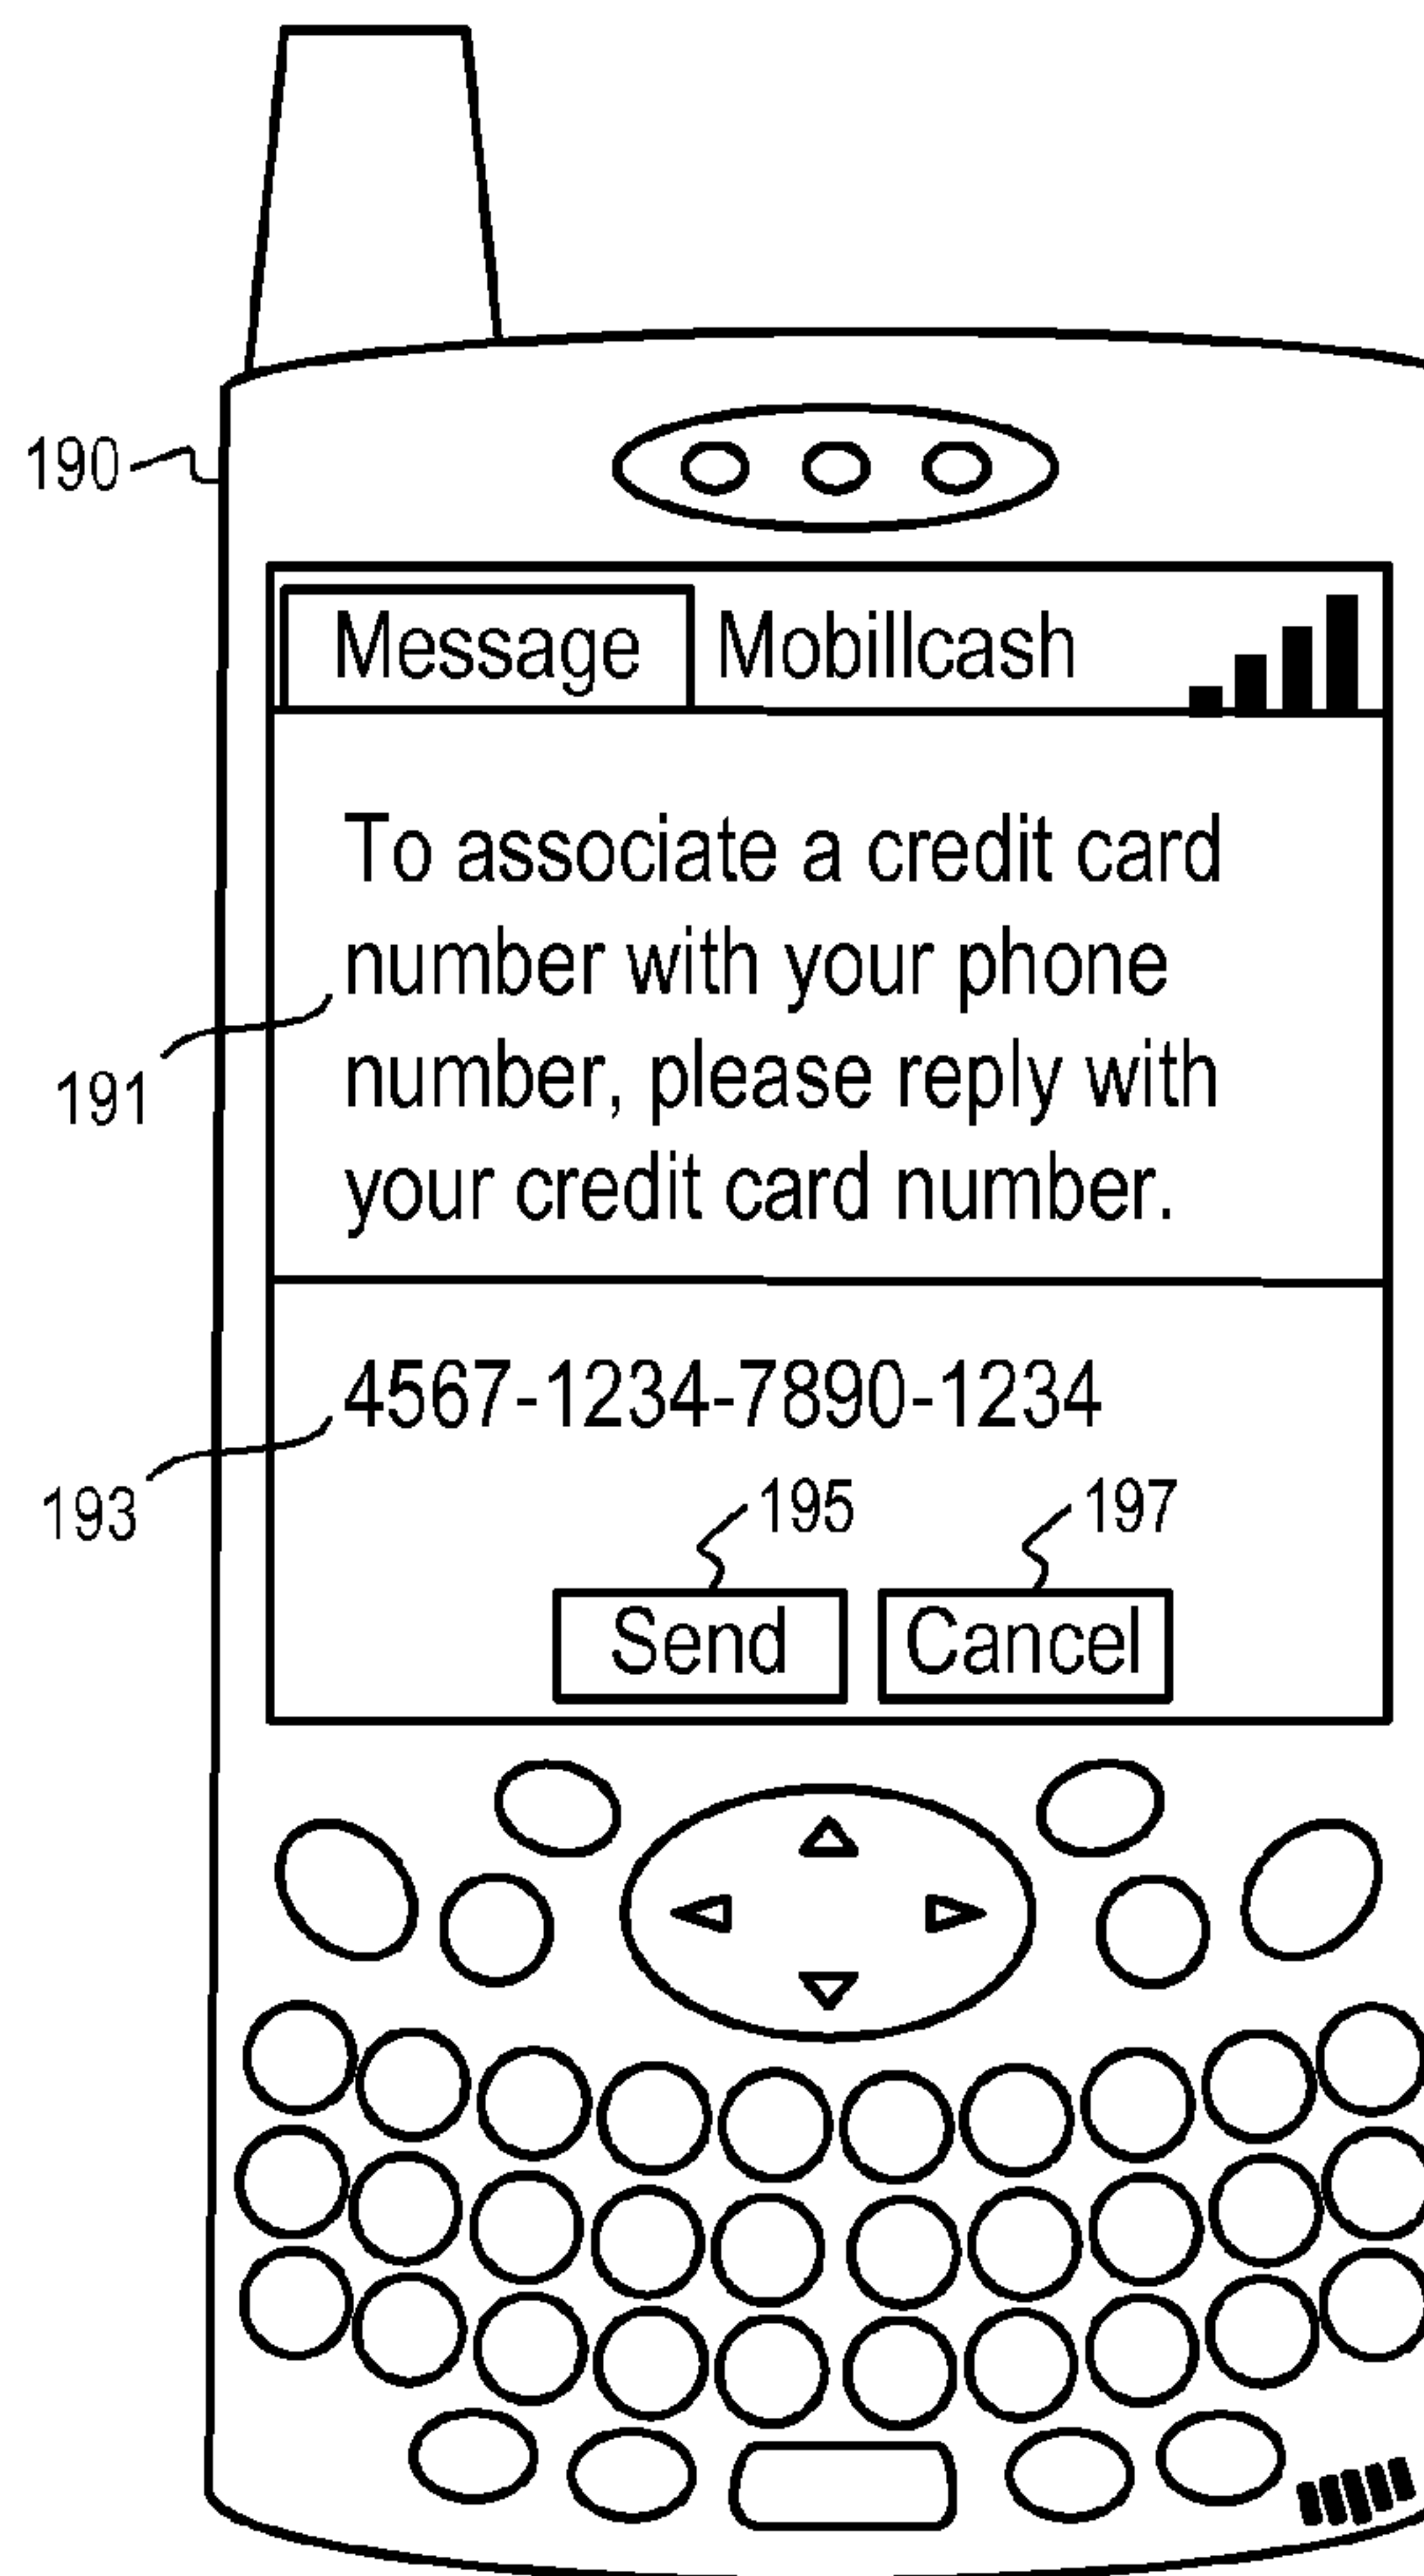 190
Message Mobillcash
To associate a credit card
number with your phone
191
number, please reply with
your credit card number.
4567-1234-7890-1234
193
195 197
Send Cancel